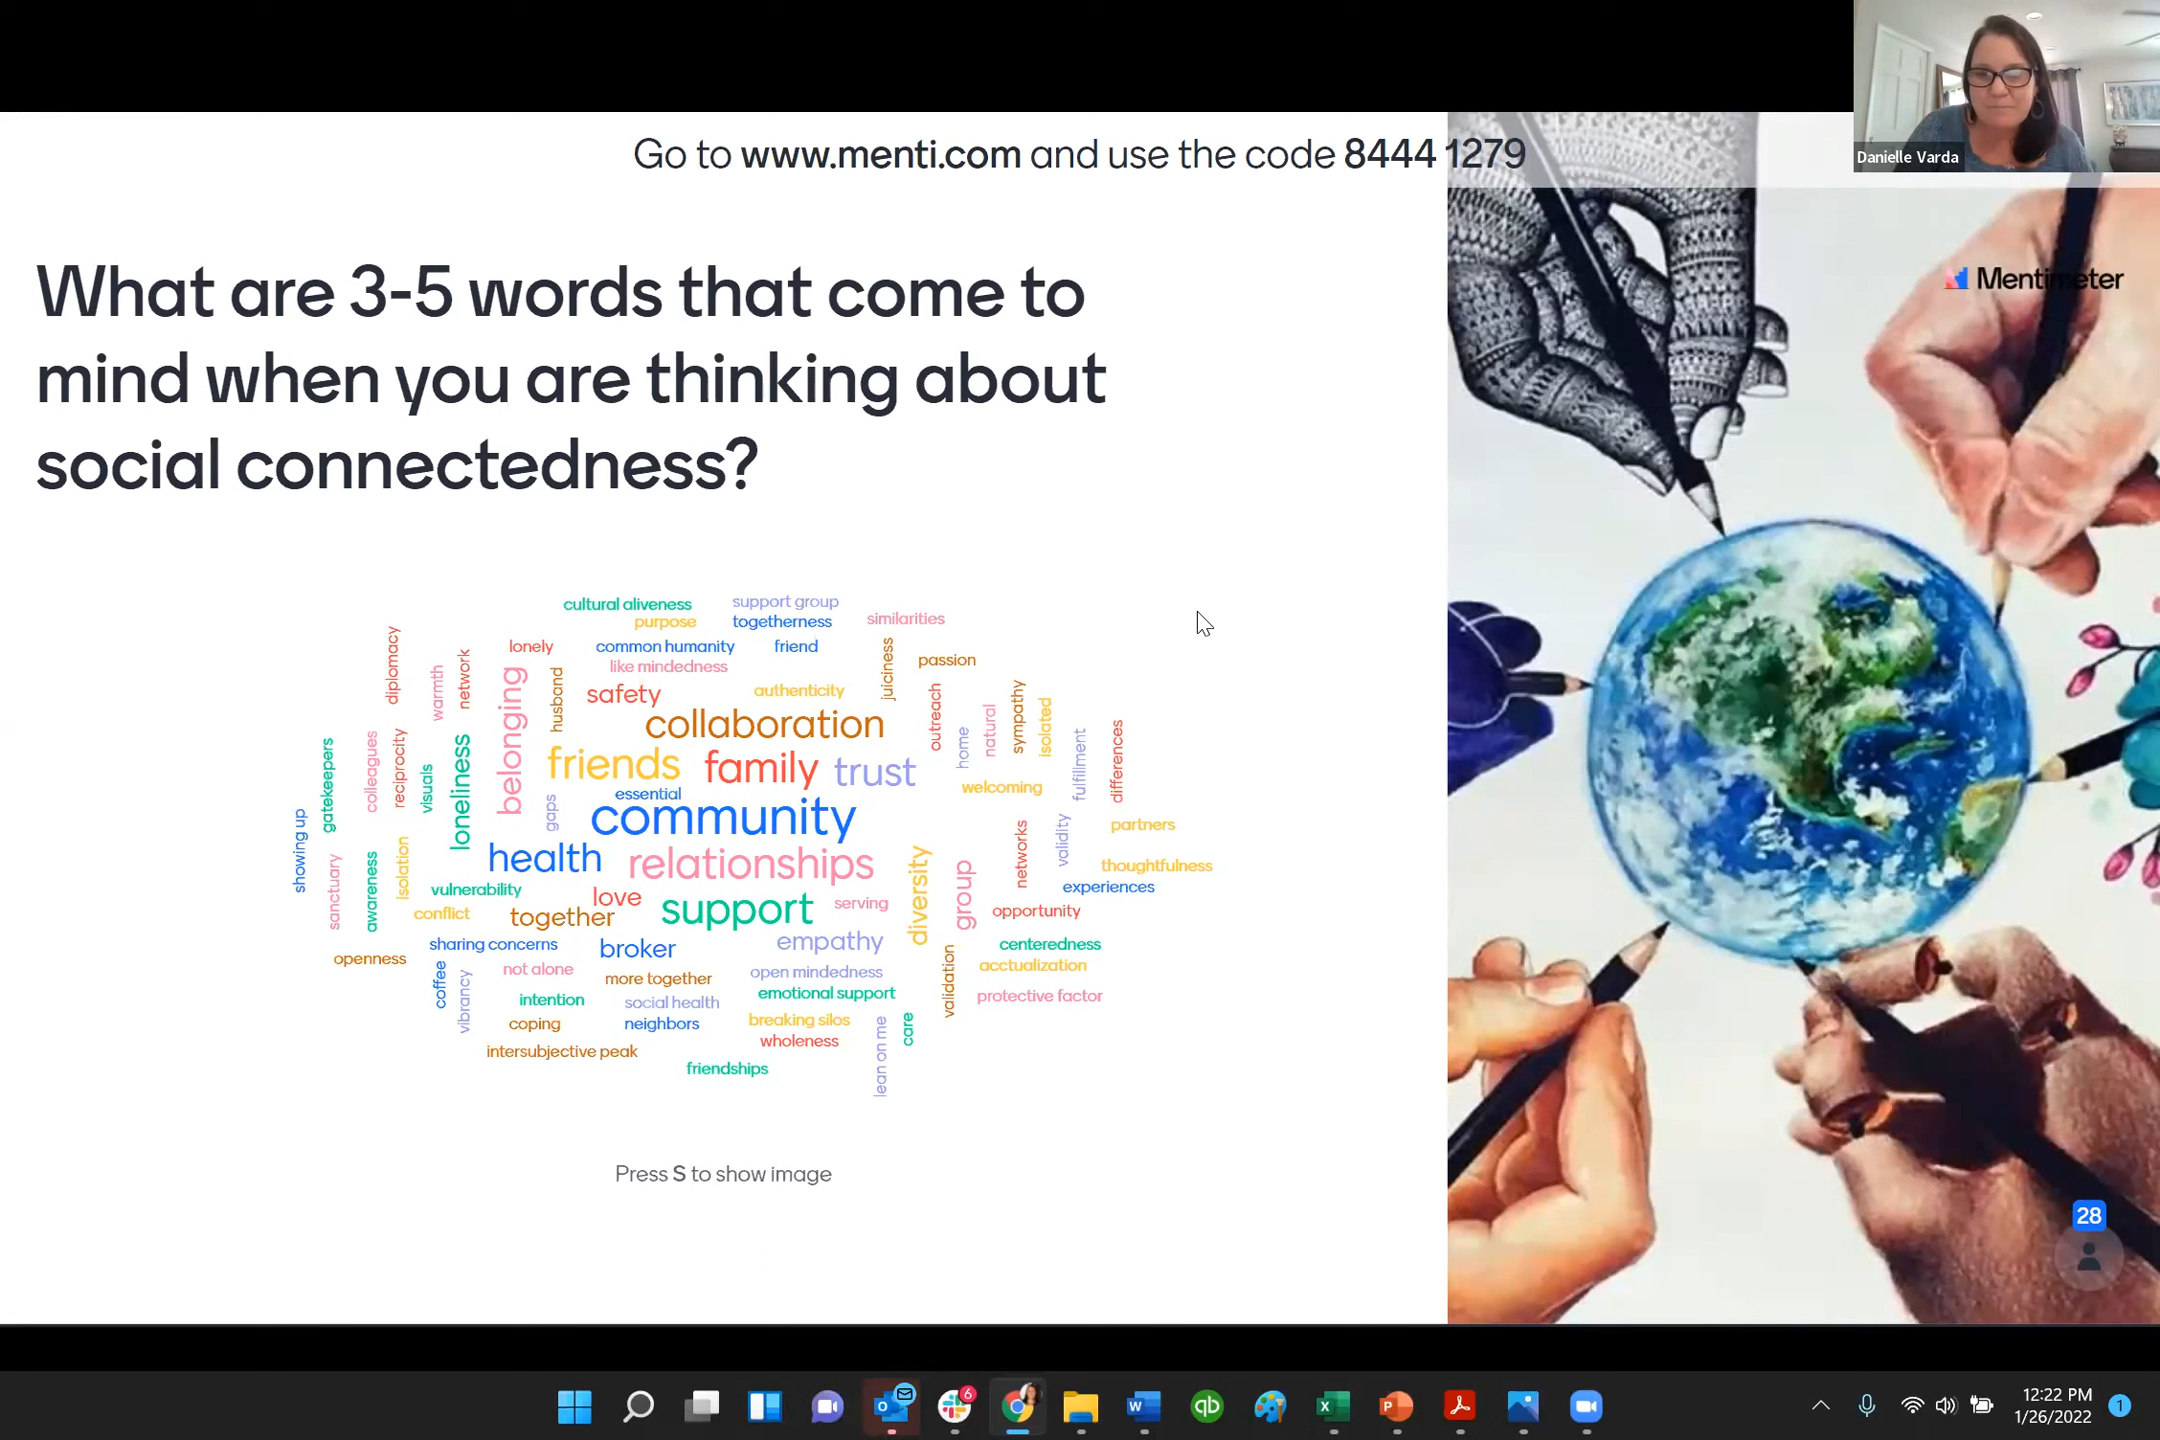 Danielle Varda
Go to www.menti.com and use the code 8444 1279
Mentimeter
What are 3-5 words that come to
mind when you are thinking about
social connectedness?
cultural aliveness
support group
purpose
togetherness
similarities
lonely
common humanity
friend
like mindedness
passion
diplomacy
warmth
network
belonging
husband
safety
authenticity
juiciness
collaboration
outreach
home
natural
sympathy
isolated
fulfillment
differences
gatekeepers
colleagues
reciprocity
visuals
loneliness
friends
family
trust
essential
welcoming
gaps
community
showing up
sanctuary
awareness
isolation
health
relationships
diversity
group
networks
validity
partners
thoughtfulness
experiences
vulnerability
love
conflict
together
support
serving
opportunity
sharing concerns
broker
empathy
centeredness
openness
not alone
more together
open mindedness
validation
acctualization
coffee
vibrancy
intention
social health
emotional support
protective factor
coping
neighbors
breaking silos
care
wholeness
intersubjective peak
lean on me
friendships
Press S to show image
28
6
12:22 PM
1/26/2022
1